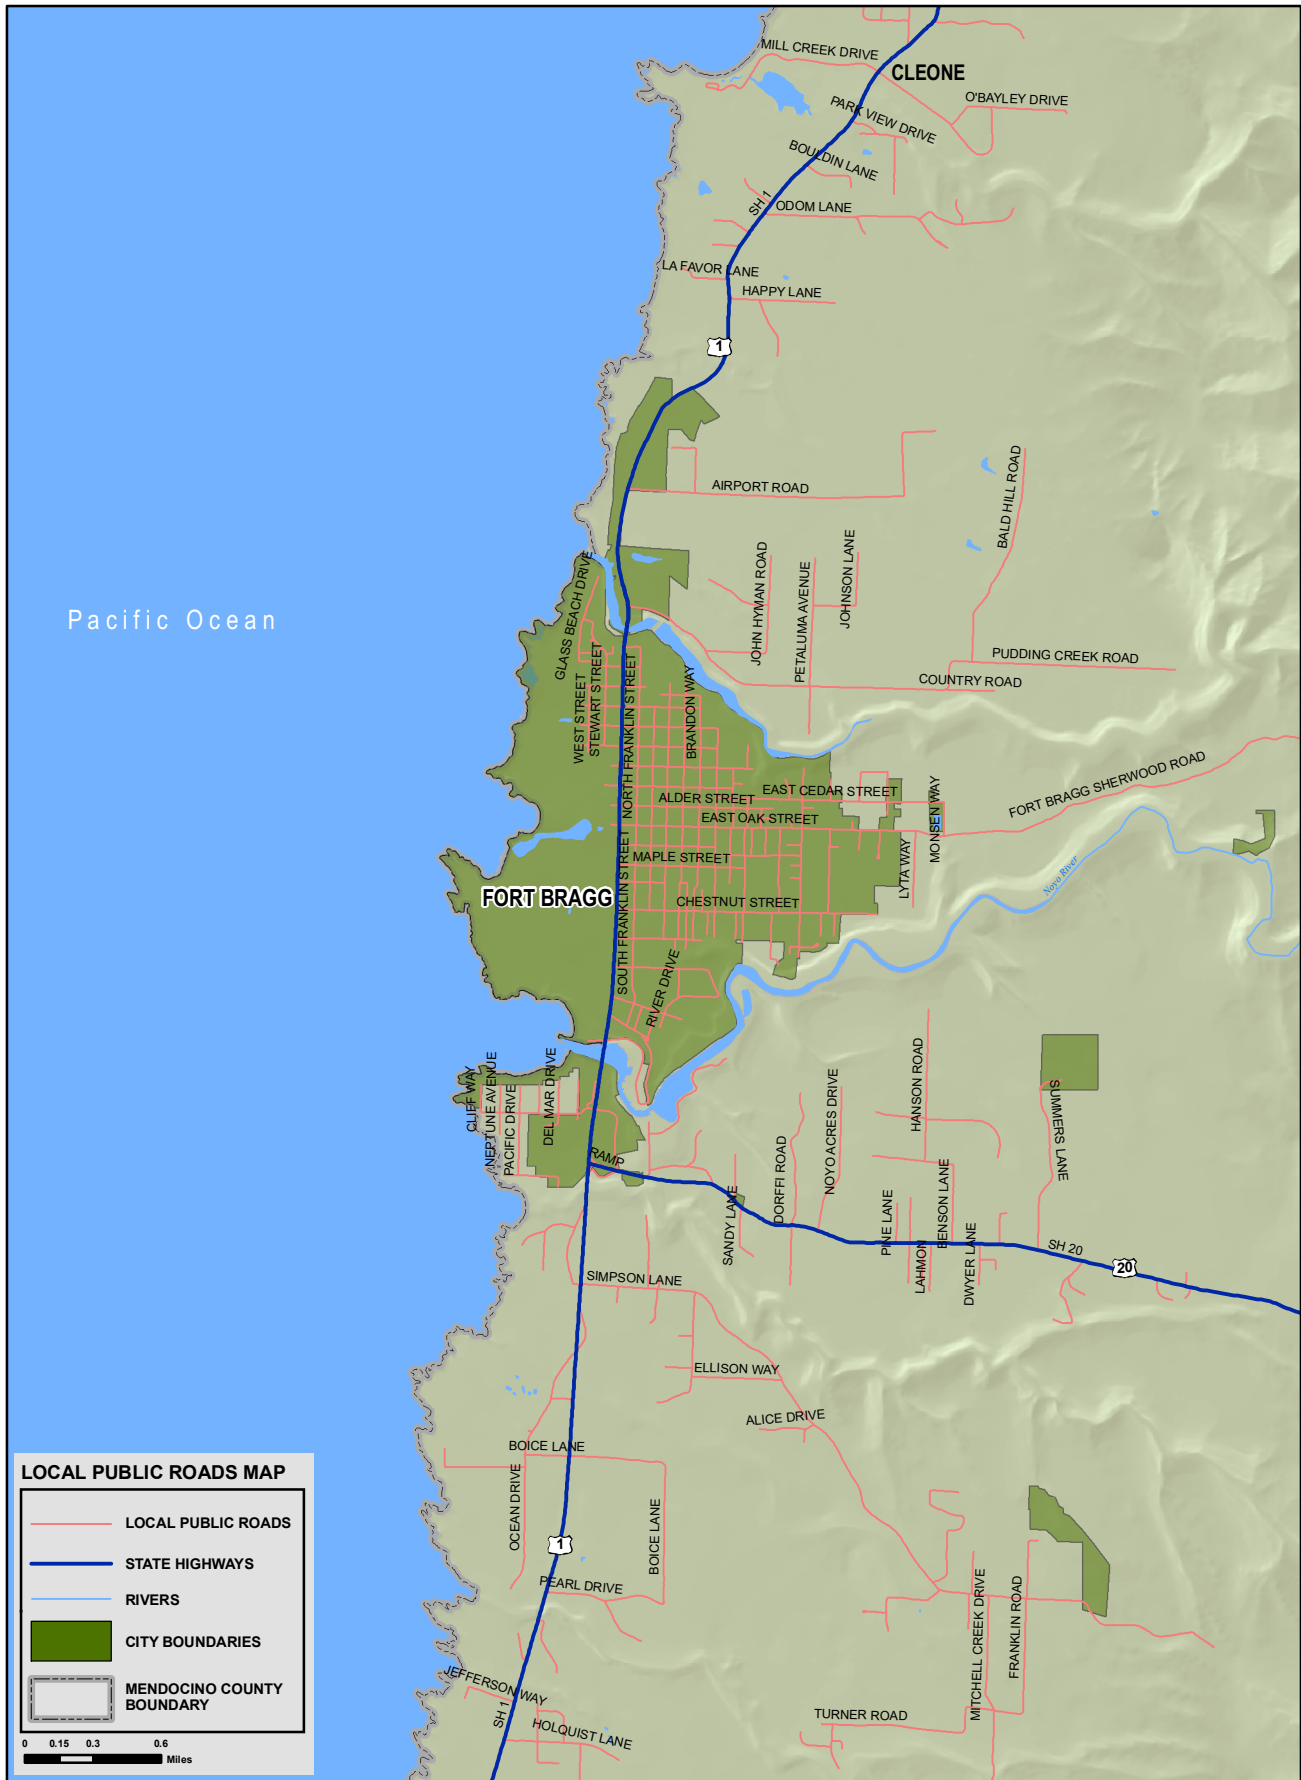 MILL CREEK DRIVE
CLEONE
O'BAYLEY DRIVE
PARK VIEW DRIVE
BOULDIN LANE
SH 1
ODOM LANE
LA FAVOR LANE
HAPPY LANE
1
AIRPORT ROAD
BALD HILL ROAD
JOHN HYMAN ROAD
PETALUMA AVENUE
JOHNSON LANE
Pacific Ocean
GLASS BEACH DRIVE
PUDDING CREEK ROAD
COUNTRY ROAD
WEST STREET
STEWART STREET
NORTH FRANKLIN STREET
BRANDON WAY
FORT BRAGG SHERWOOD ROAD
EAST CEDAR STREET
ALDER STREET
EAST OAK STREET
MONSEN WAY
MAPLE STREET
LYTA WAY
Noyo River
FORT BRAGG
CHESTNUT STREET
SOUTH FRANKLIN STREET
RIVER DRIVE
CLIFF WAY
NEPTUNE AVENUE
PACIFIC DRIVE
DEL MAR DRIVE
RAMP
HANSON ROAD
SUMMERS LANE
NOYO ACRES DRIVE
DORFFI ROAD
SANDY LANE
PINE LANE
BENSON LANE
LAHMON
DWYER LANE
SH 20
20
SIMPSON LANE
ELLISON WAY
ALICE DRIVE
BOICE LANE
OCEAN DRIVE
BOICE LANE
1
PEARL DRIVE
MITCHELL CREEK DRIVE
FRANKLIN ROAD
JEFFERSON WAY
SH 1
HOLQUIST LANE
TURNER ROAD
LOCAL PUBLIC ROADS MAP
LOCAL PUBLIC ROADS
STATE HIGHWAYS
RIVERS
CITY BOUNDARIES
MENDOCINO COUNTY
BOUNDARY
0 0.15 0.3 0.6
Miles